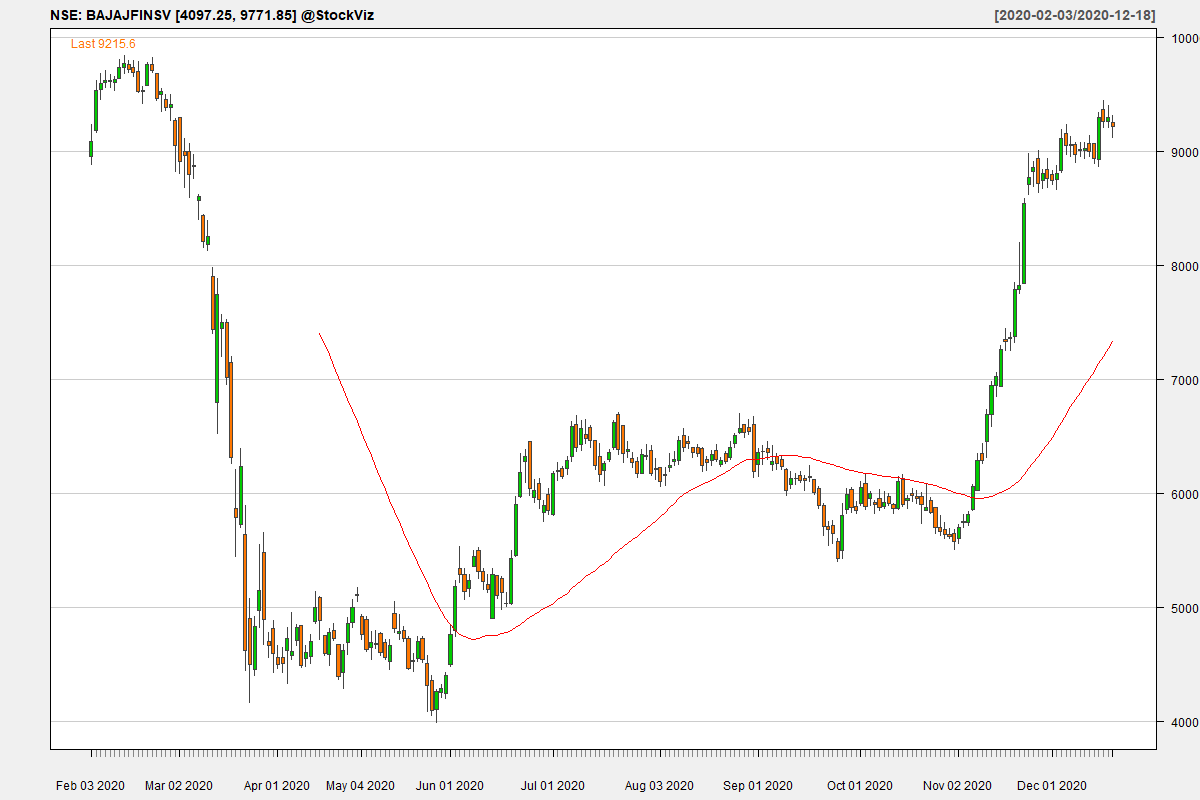 NSE: BAJAJFINSV [4097.25, 9771.85] @StockViz
[2020-02-03/2020-12-18]
Last 9215.6
10000
9000
8000
7000
6000
5000
4000
Feb 03 2020 Mar 02 2020 Apr 01 2020 May 04 2020 Jun 01 2020 Jul 01 2020 Aug 03 2020 Sep 01 2020 Oct 01 2020 Nov 02 2020 Dec 01 2020